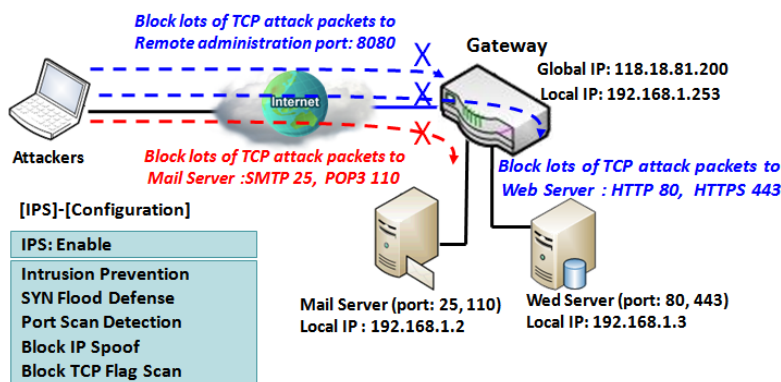 Block lots of TCP attack packets to
Remote administration port: 8080
Gateway
Global IP: 118.18.81.200
Local IP: 192.168.1.253
Internet
Attackers
Block lots of TCP attack packets to
Mail Server :SMTP 25, POP3 110
Block lots of TCP attack packets to
Web Server : HTTP 80, HTTPS 443
[IPS]-[Configuration]
IPS: Enable
Intrusion Prevention
SYN Flood Defense
Port Scan Detection
Block IP Spoof
Block TCP Flag Scan
Mail Server (port: 25, 110)
Local IP : 192.168.1.2
Wed Server (port: 80, 443)
Local IP: 192.168.1.3